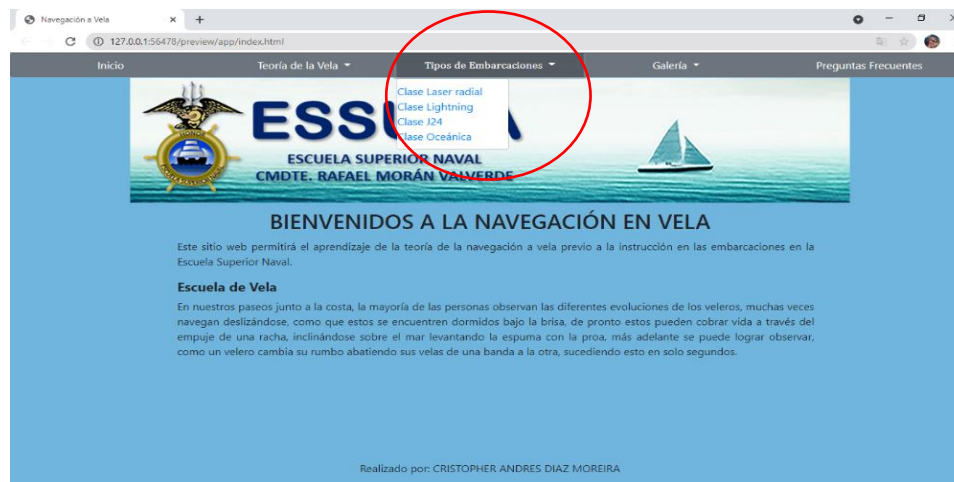 Navegación a Vela
127.0.0.1:56478/preview/app/index.html
Inicio
Teoría de la Vela
Tipos de Embarcaciones
Galería
Preguntas Frecuentes
Clase Laser radial
Clase Lightning
Clase J24
Clase Oceánica
HONOR
ESCUELA SUPERIOR NAVAL
CMDTE. RAFAEL MORÁN VALVERDE
BIENVENIDOS A LA NAVEGACIÓN EN VELA
Este sitio web permitirá el aprendizaje de la teoría de la navegación a vela previo a la instrucción en las embarcaciones en la
Escuela Superior Naval.
Escuela de Vela
En nuestros paseos junto a la costa, la mayoría de las personas observan las diferentes evoluciones de los veleros, muchas veces
navegan deslizándose, como que estos se encuentren dormidos bajo la brisa, de pronto estos pueden cobrar vida a través del
empuje de una racha, inclinándose sobre el mar levantando la espuma con la proa, más adelante se puede lograr observar,
como un velero cambia su rumbo abatiendo sus velas de una banda a la otra, sucediendo esto en solo segundos.
Realizado por: CRISTOPHER ANDRES DIAZ MOREIRA